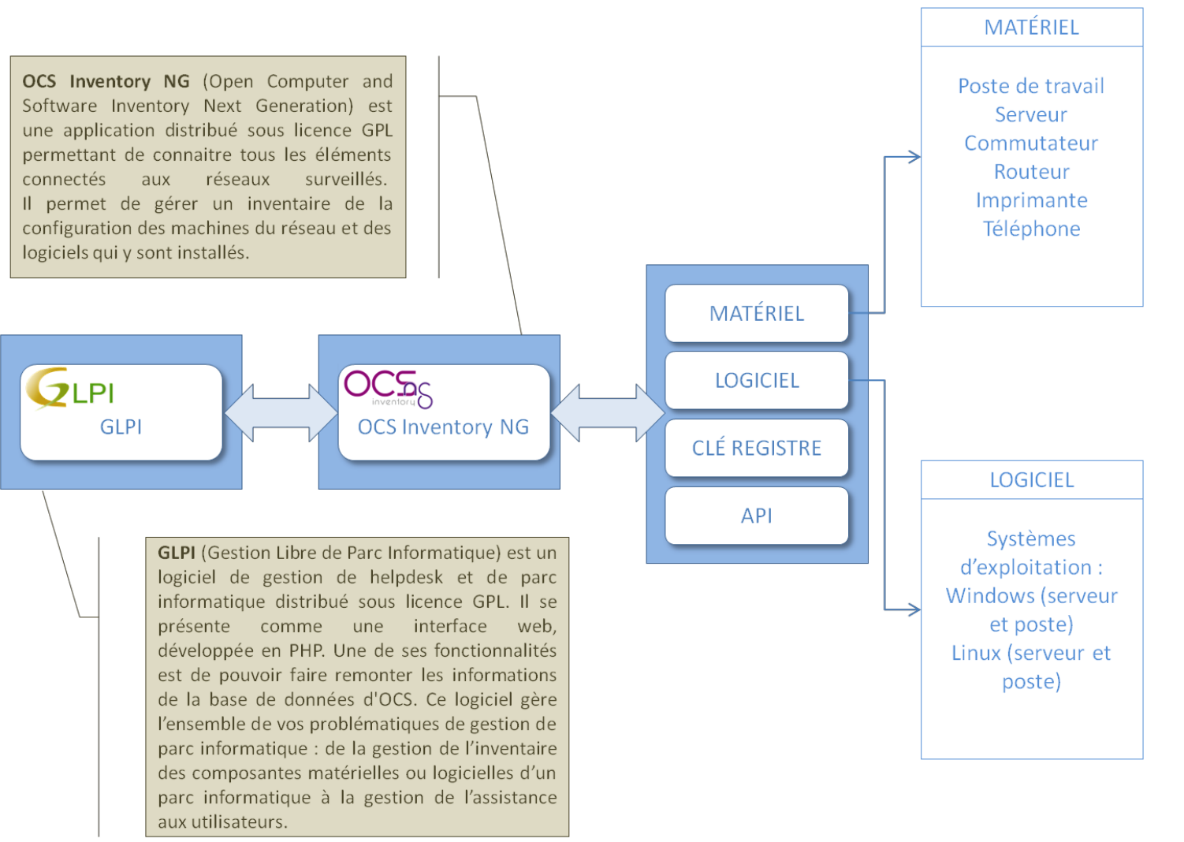 OCS Inventory NG (Open Computer and
Software Inventory Next Generation) est
une application distribué sous licence GPL
permettant de connaitre tous les éléments
connectés aux réseaux surveillés.
Il permet de gérer un inventaire de la
configuration des machines du réseau et des
logiciels qui y sont installés.
MATÉRIEL
Poste de travail
Serveur
Commutateur
Routeur
Imprimante
Téléphone
GLPI
GLPI
OCSng
inventory
OCS Inventory NG
MATÉRIEL
LOGICIEL
CLÉ REGISTRE
API
LOGICIEL
Systèmes
d’exploitation :
Windows (serveur
et poste)
Linux (serveur et
poste)
GLPI (Gestion Libre de Parc Informatique) est un
logiciel de gestion de helpdesk et de parc
informatique distribué sous licence GPL. Il se
présente comme une interface web,
développée en PHP. Une de ses fonctionnalités
est de pouvoir faire remonter les informations
de la base de données d'OCS. Ce logiciel gère
l’ensemble de vos problématiques de gestion de
parc informatique : de la gestion de l’inventaire
des composantes matérielles ou logicielles d’un
parc informatique à la gestion de l’assistance
aux utilisateurs.